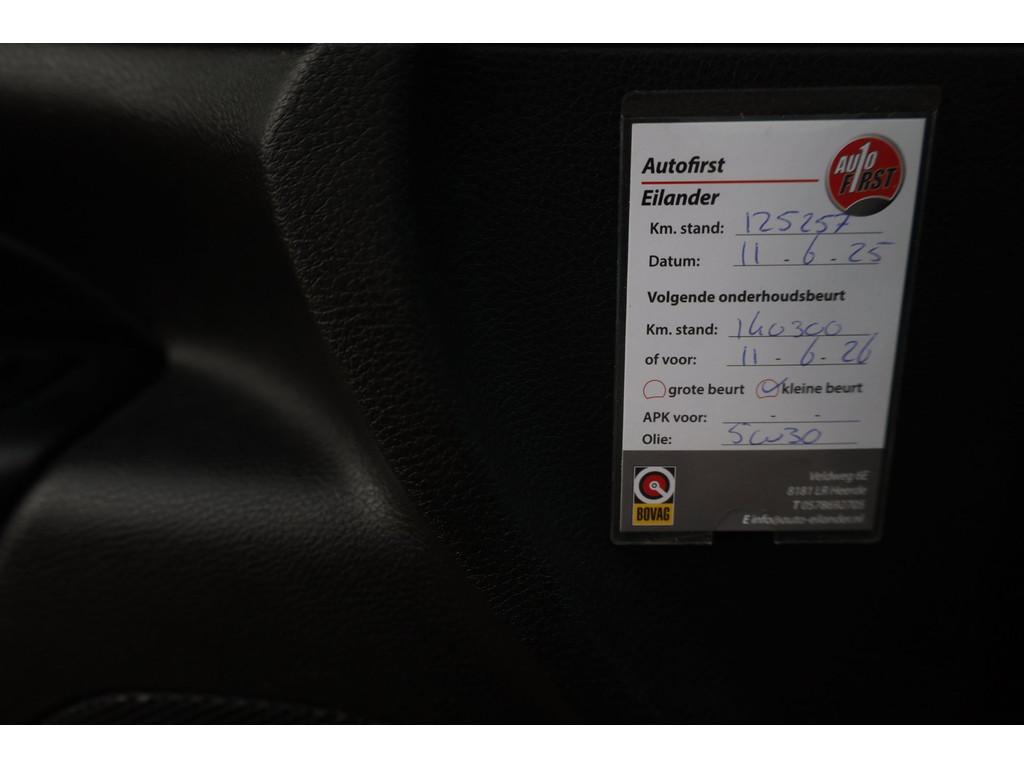 Autofirst
AUTO
F1RST
Eilander
Km. stand: 125257
Datum: 11 - 6 - 25
Volgende onderhoudsbeurt
Km. stand: 140300
of voor: 11 - 6 - 26
grote beurt kleine beurt
APK voor: - -
Olie: 5w30
Veldweg 6E
8181 LR Heerde
T 0578692705
E info@auto-eilander.nl
BOVAG